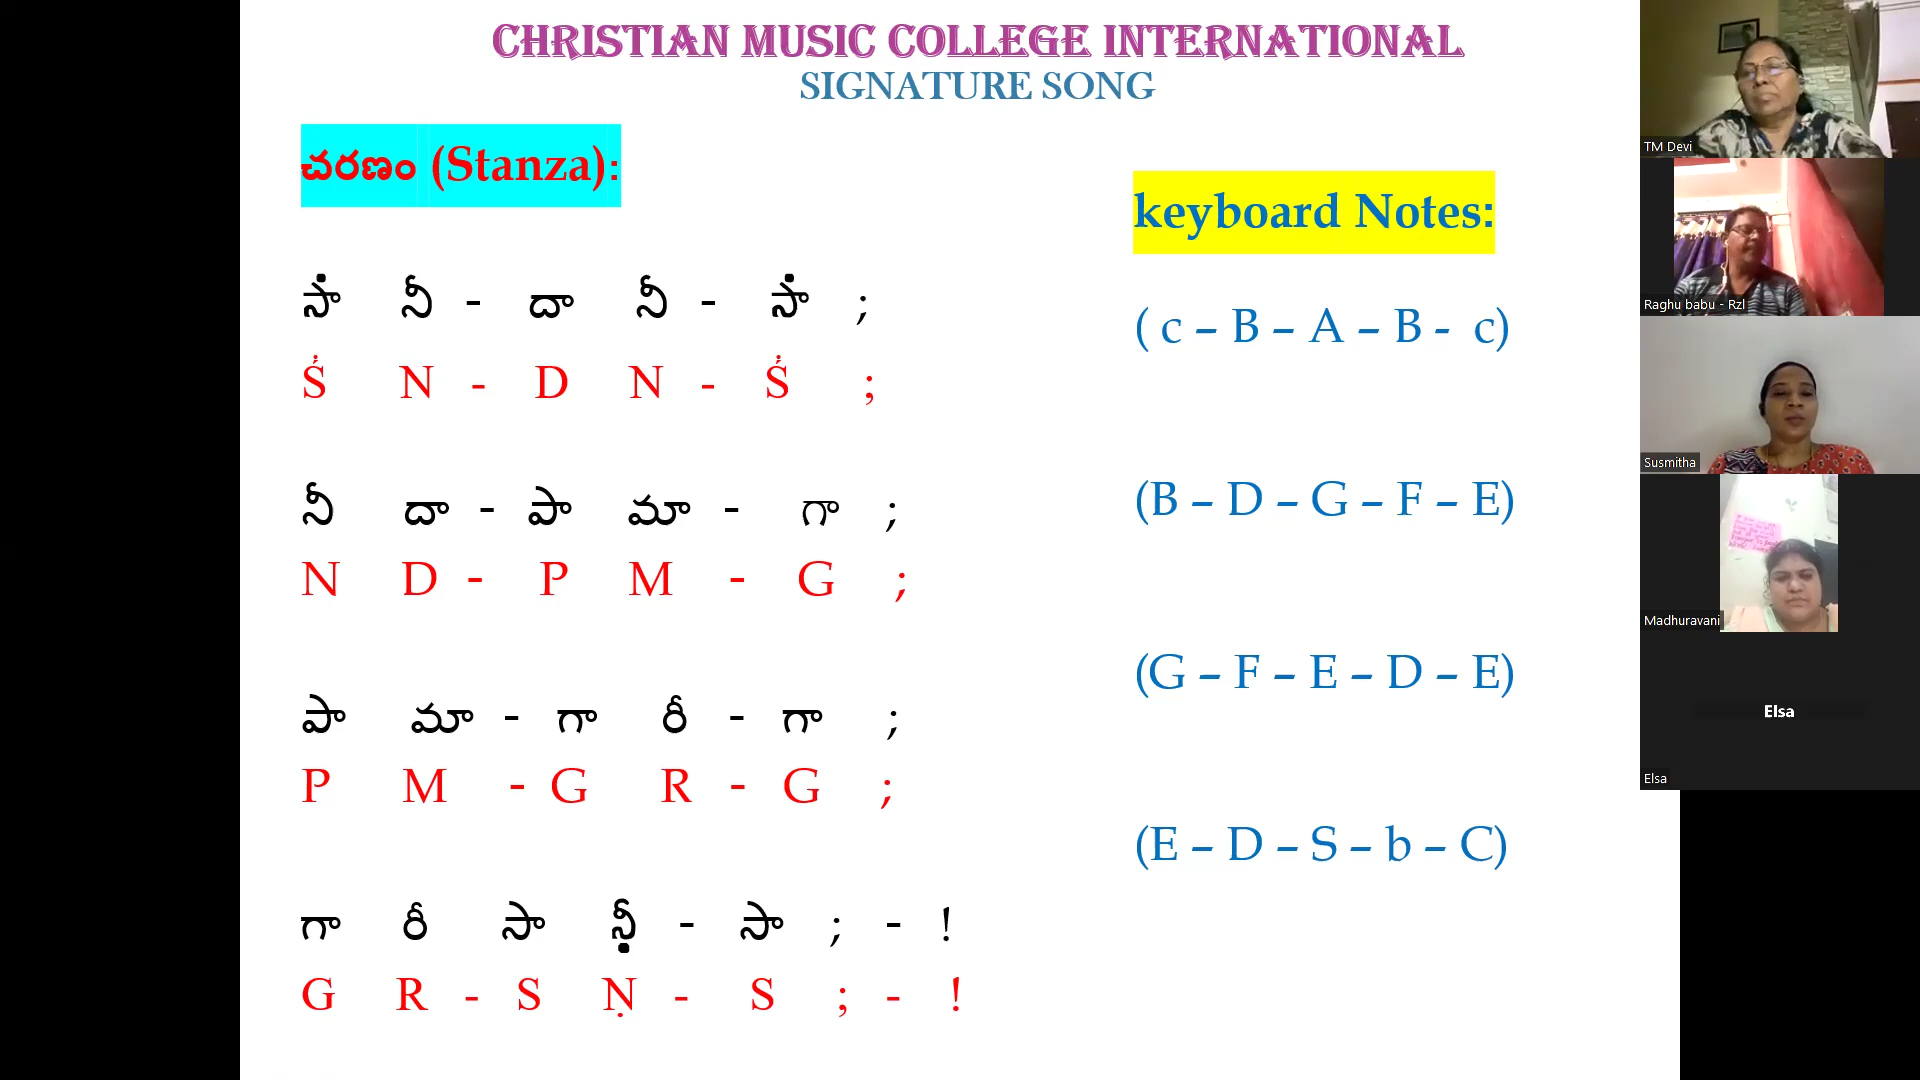 CHRISTIAN MUSIC COLLEGE INTERNATIONAL
SIGNATURE SONG
చరణం (Stanza):
keyboard Notes:
సా̇ నీ - దా నీ - సా̇ ;
Ṡ N - D N - Ṡ ;
( c – B – A – B - c)
నీ దా - పా మా - గా ;
N D - P M - G ;
(B – D – G – F – E)
పా మా - గా రీ - గా ;
P M - G R - G ;
(G – F – E – D – E)
గా రీ సా నీ̣ - సా ; - !
G R - S Ṇ - S ; - !
(E – D – S – b – C)
TM Devi
Raghu babu - Rzl
Susmitha
Madhuravani
Elsa
Elsa